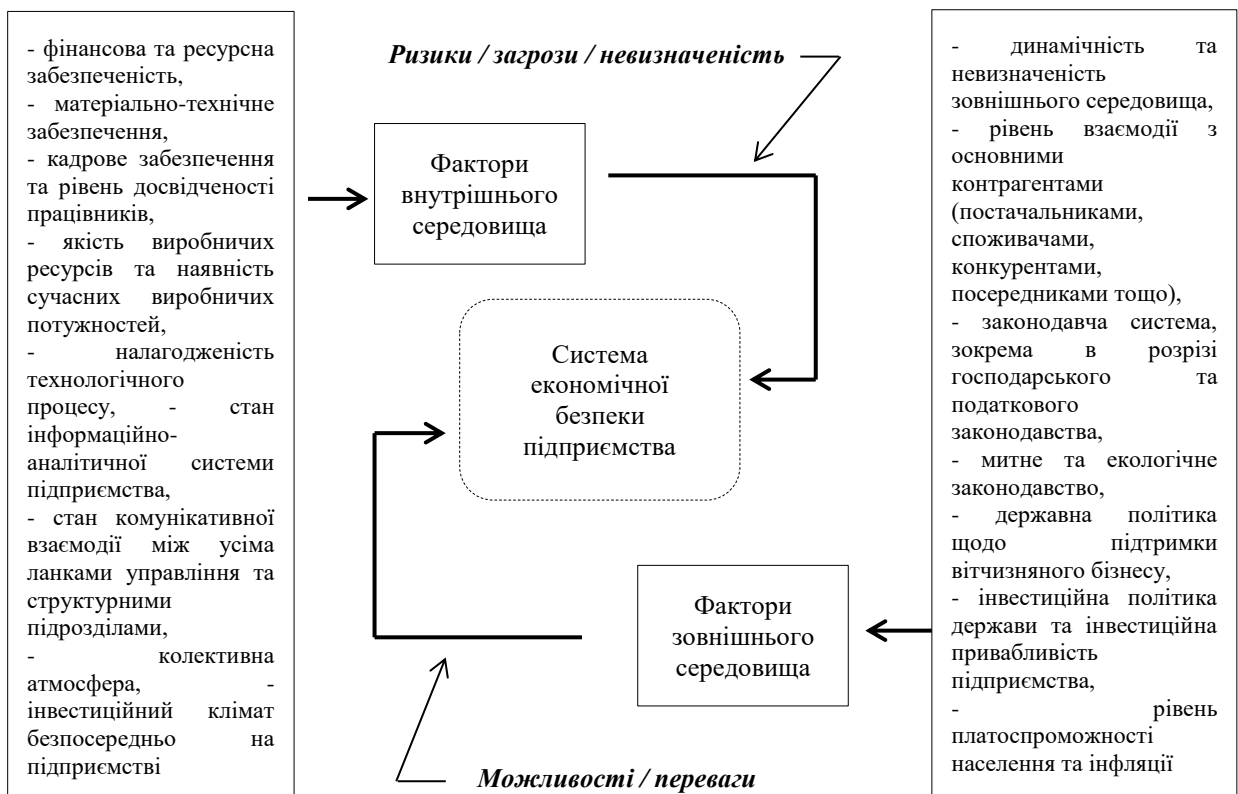 - фінансова та ресурсна
забезпеченість,
- матеріально-технічне
забезпечення,
- кадрове забезпечення
та рівень досвідченості
працівників,
- якість виробничих
ресурсів та наявність
сучасних виробничих
потужностей,
- налагодженість
технологічного
процесу, - стан
інформаційно-
аналітичної системи
підприємства,
- стан комунікативної
взаємодії між усіма
ланками управління та
структурними
підрозділами,
- колективна
атмосфера, -
інвестиційний клімат
безпосередньо на
підприємстві
Ризики / загрози / невизначеність
Фактори
внутрішнього
середовища
Система
економічної
безпеки
підприємства
Фактори
зовнішнього
середовища
Можливості / переваги
- динамічність та
невизначеність
зовнішнього середовища,
- рівень взаємодії з
основними
контрагентами
(постачальниками,
споживачами,
конкурентами,
посередниками тощо),
- законодавча система,
зокрема в розрізі
господарського та
податкового
законодавства,
- митне та екологічне
законодавство,
- державна політика
щодо підтримки
вітчизняного бізнесу,
- інвестиційна політика
держави та інвестиційна
привабливість
підприємства,
- рівень
платоспроможності
населення та інфляції